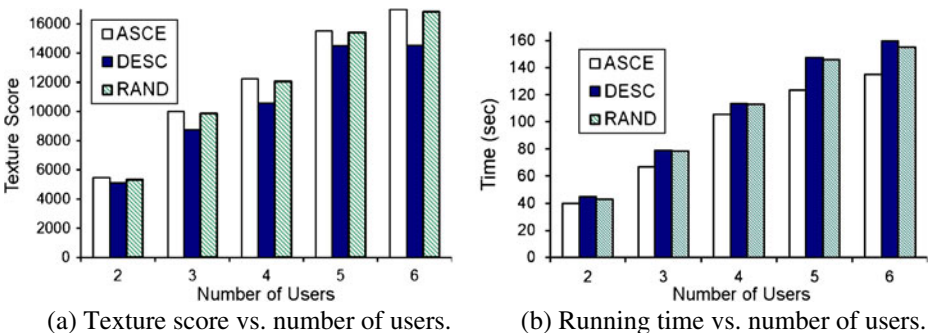 Texture Score
16000
14000
12000
10000
8000
6000
4000
2000
0
ASCE
DESC
RAND
2 3 4 5 6
Number of Users
(a) Texture score vs. number of users.
Time (sec)
160
140
120
100
80
60
40
20
0
ASCE
DESC
RAND
2 3 4 5 6
Number of Users
(b) Running time vs. number of users.